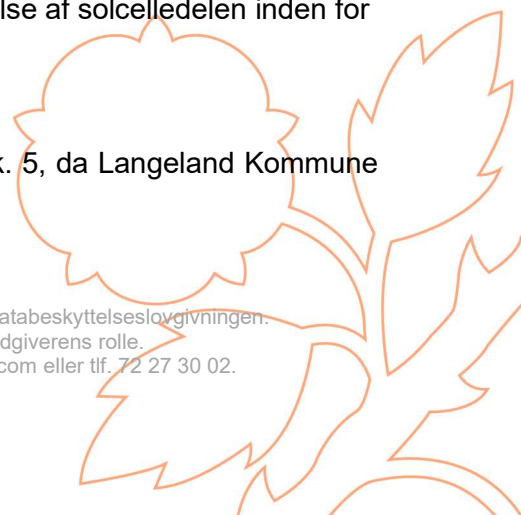 lse af solcelledelen inden for
k. 5, da Langeland Kommune
atabeskyttelseslovgivningen.
dgiverens rolle.
com eller tlf. 72 27 30 02.